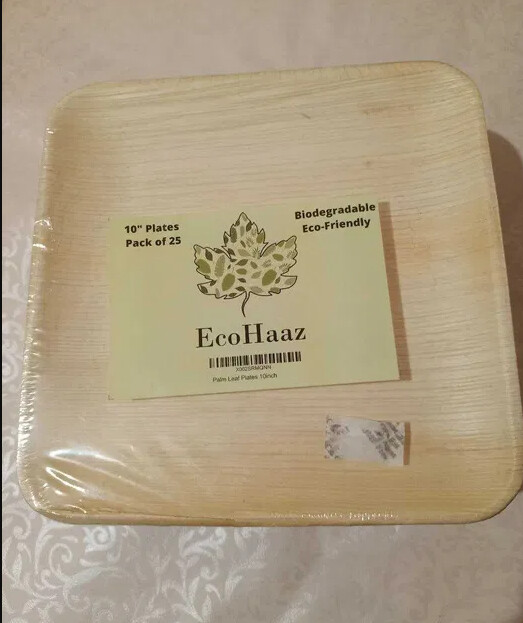 10" Plates
Pack of 25
Biodegradable
Eco-Friendly
EcoHaaz
Palm Leaf Plates 10inch